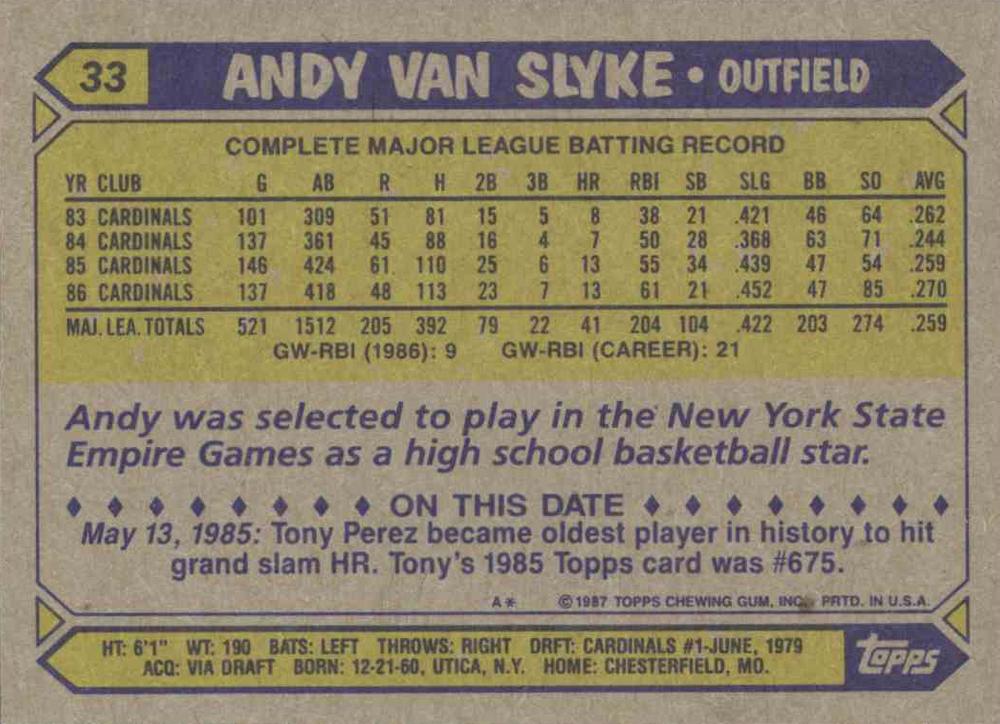 33 ANDY VAN SLYKE • OUTFIELD
COMPLETE MAJOR LEAGUE BATTING RECORD
YR CLUB G AB R H 2B 3B HR RBI SB SLG BB SO AVG
83 CARDINALS 101 309 51 81 15 5 8 38 21 .421 46 64 .262
84 CARDINALS 137 361 45 88 16 4 7 50 28 .368 63 71 .244
85 CARDINALS 146 424 61 110 25 6 13 55 34 .439 47 54 .259
86 CARDINALS 137 418 48 113 23 7 13 61 21 .452 47 85 .270
MAJ. LEA. TOTALS 521 1512 205 392 79 22 41 204 104 .422 203 274 .259
GW-RBI (1986): 9 GW-RBI (CAREER): 21
Andy was selected to play in the New York State
Empire Games as a high school basketball star.
♦ ♦ ♦ ♦ ♦ ♦ ♦ ♦ ON THIS DATE ♦ ♦ ♦ ♦ ♦ ♦ ♦ ♦
May 13, 1985: Tony Perez became oldest player in history to hit
grand slam HR. Tony's 1985 Topps card was #675.
A* © 1987 TOPPS CHEWING GUM, INC. PRTD. IN U.S.A.
HT: 6'1" WT: 190 BATS: LEFT THROWS: RIGHT DRFT: CARDINALS #1-JUNE, 1979
ACQ: VIA DRAFT BORN: 12-21-60, UTICA, N.Y. HOME: CHESTERFIELD, MO.
Topps